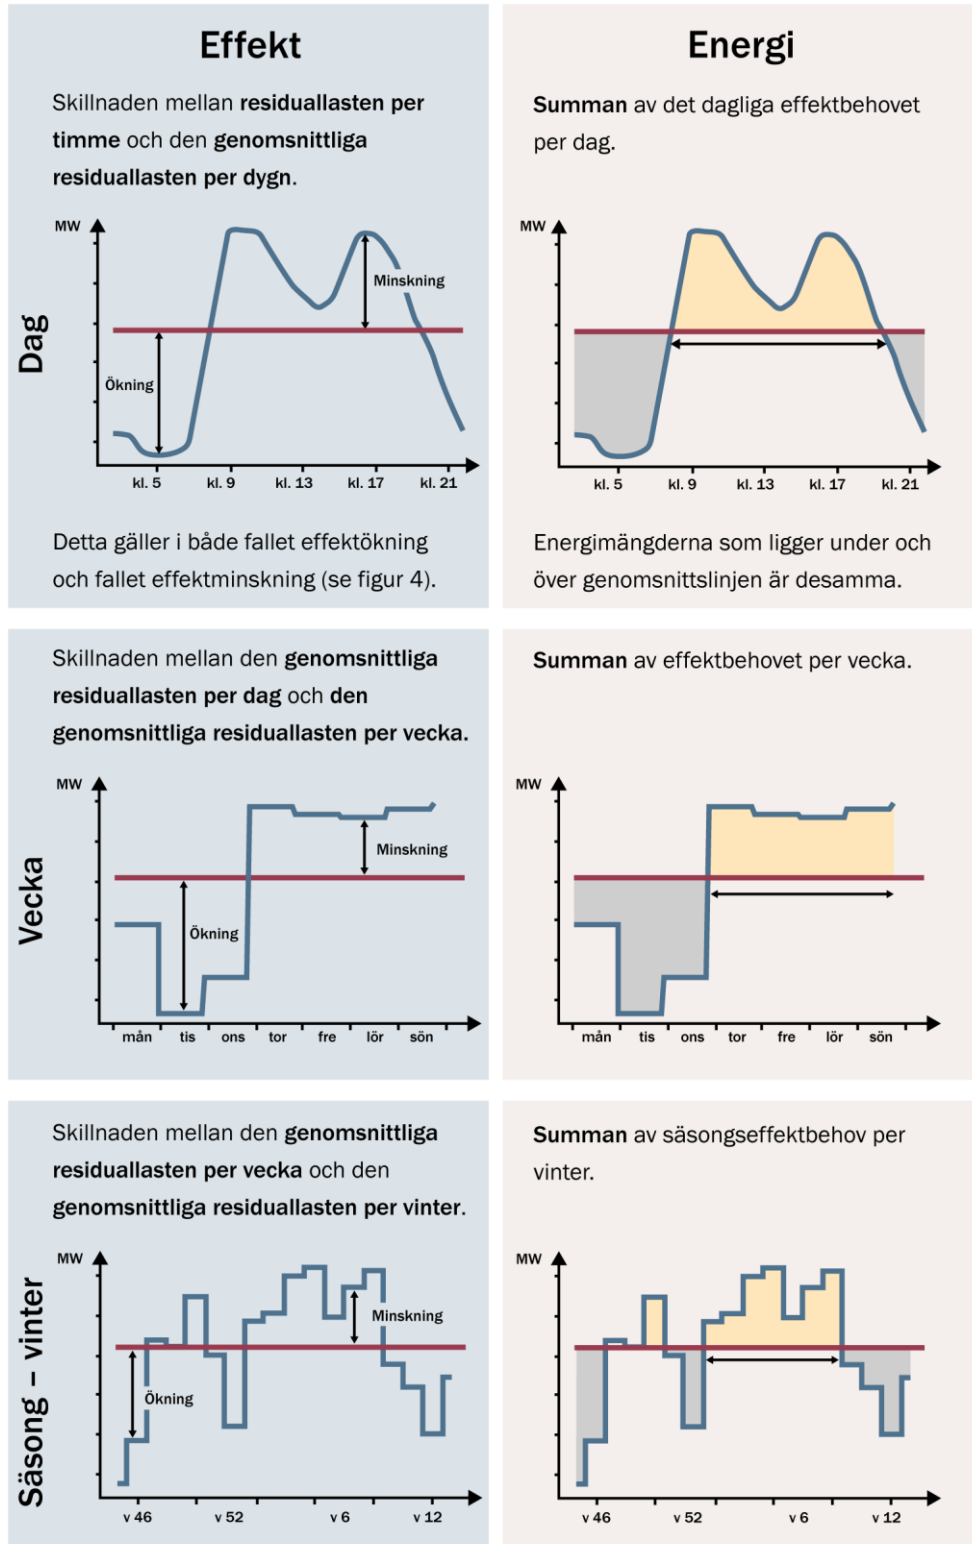 Effekt
Skillnaden mellan residuallasten per
timme och den genomsnittliga
residuallasten per dygn.
MW
Minskning
Ökning
kl. 5 kl. 9 kl. 13 kl. 17 kl. 21
Detta gäller i både fallet effektökning
och fallet effektminskning (se figur 4).
Energi
Summan av det dagliga effektbehovet
per dag.
MW
kl. 5 kl. 9 kl. 13 kl. 17 kl. 21
Energimängderna som ligger under och
över genomsnittslinjen är desamma.
Dag
Skillnaden mellan den genomsnittliga
residuallasten per dag och den
genomsnittliga residuallasten per vecka.
MW
Minskning
Ökning
mån tis ons tor fre lör sön
Summan av effektbehovet per vecka.
MW
mån tis ons tor fre lör sön
Vecka
Skillnaden mellan den genomsnittliga
residuallasten per vecka och den
genomsnittliga residuallasten per vinter.
MW
Minskning
Ökning
v 46 v 52 v 6 v 12
Summan av säsongseffektbehov per
vinter.
MW
v 46 v 52 v 6 v 12
Säsong – vinter